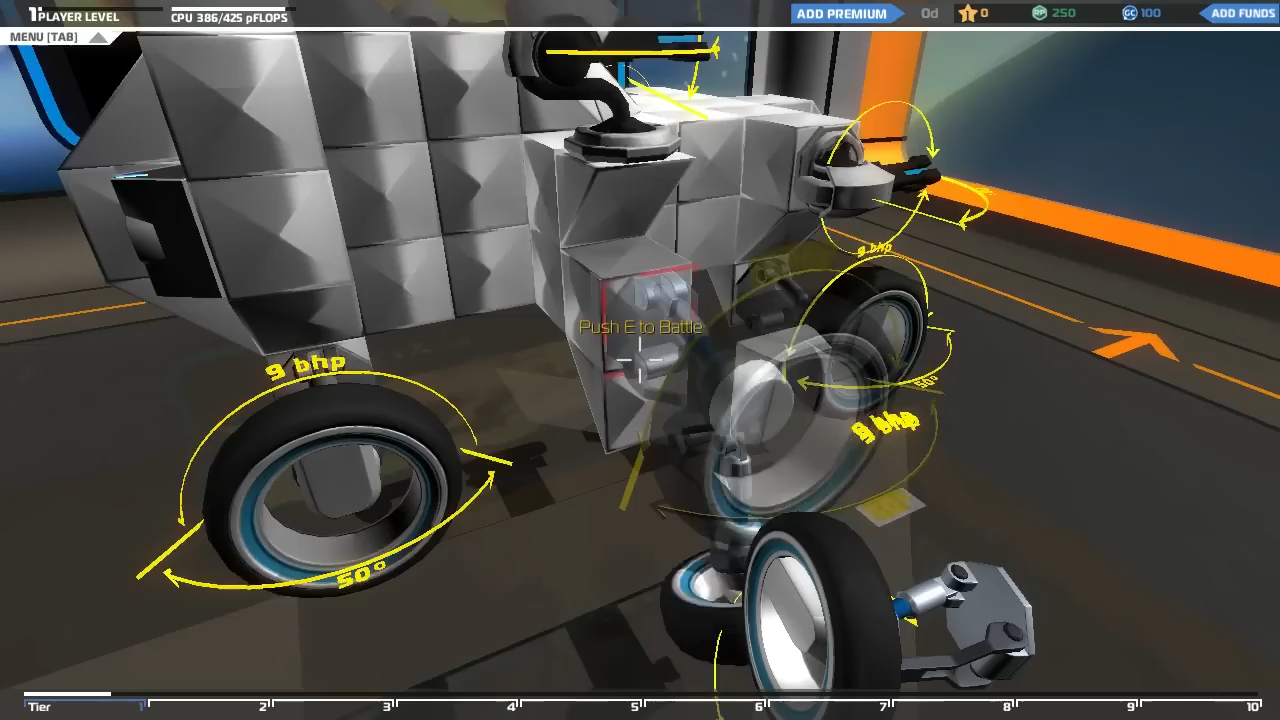 1 PLAYER LEVEL
CPU 386/425 pFLOPS
ADD PREMIUM
0d
0
RP 250
GC 100
ADD FUNDS
MENU [TAB]
9 bhp
Push E to Battle
9 bhp
50°
9 bhp
50°
Tier 1 2 3 4 5 6 7 8 9 10